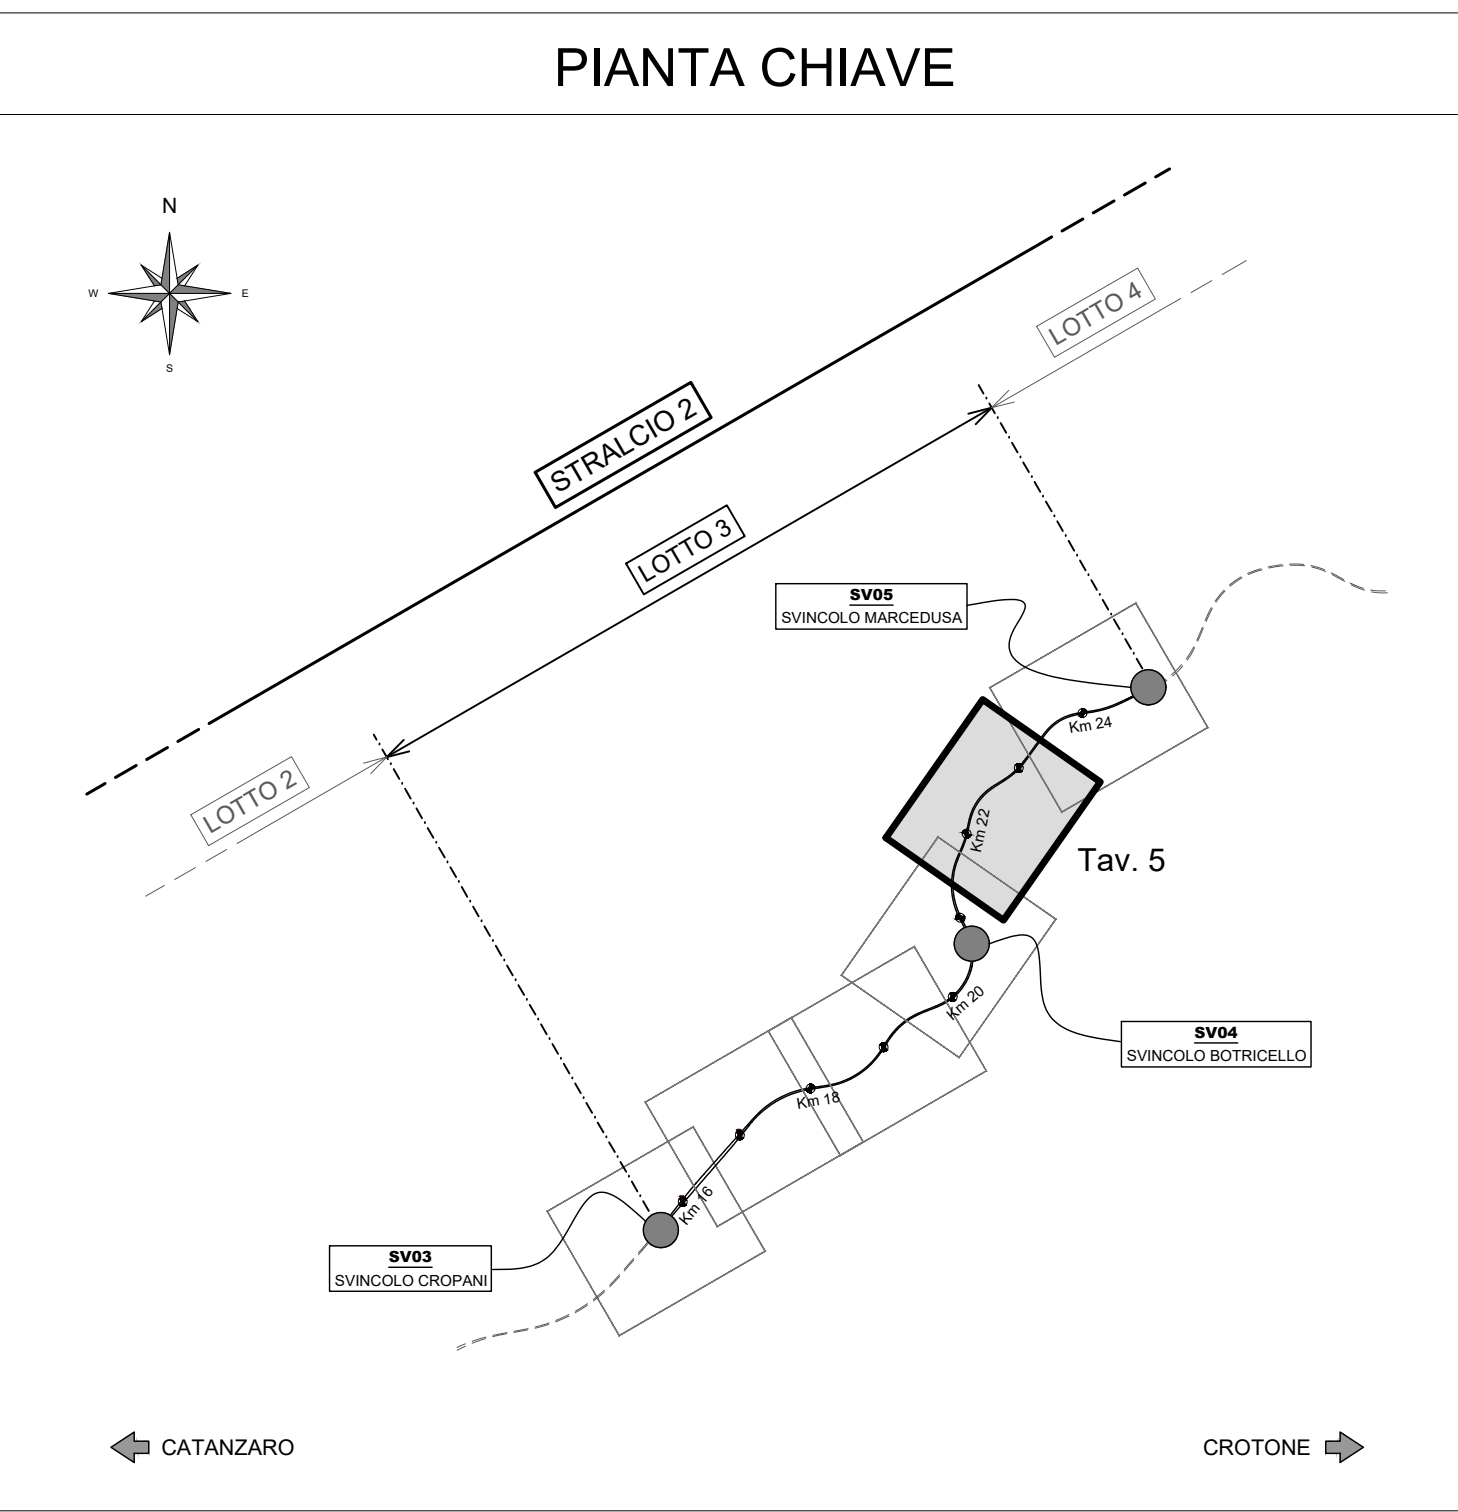 PIANTA CHIAVE
N
W
E
S
LOTTO 4
STRALCIO 2
LOTTO 3
SV05
SVINCOLO MARCEDUSA
Km 24
LOTTO 2
Km 22
Tav. 5
Km 20
SV04
SVINCOLO BOTRICELLO
Km 18
Km 16
SV03
SVINCOLO CROPANI
CATANZARO
CROTONE